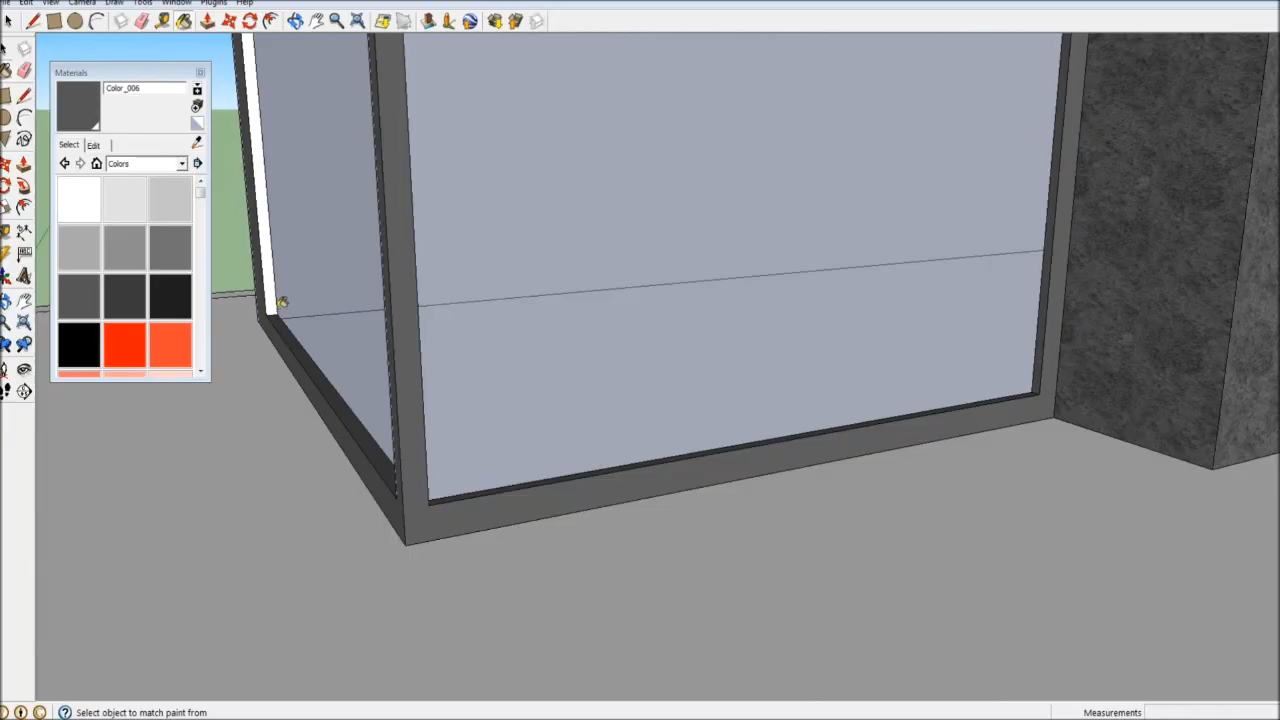 Edit View Camera Draw Tools Window Plugins Help
Materials
Color_006
Select Edit
Colors
Select object to match paint from
Measurements